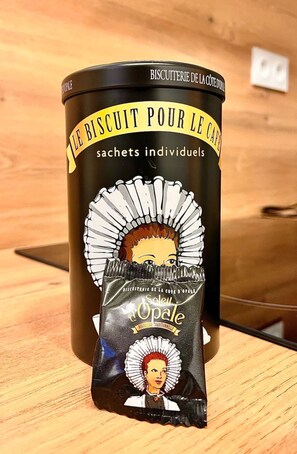 BISCUITERIE DE LA CÔTE D'OPALE
LE BISCUIT POUR LE CAFÉ
sachets individuels
BISCUITERIE DE LA CÔTE D'OPALE
Soleil
d'Opale